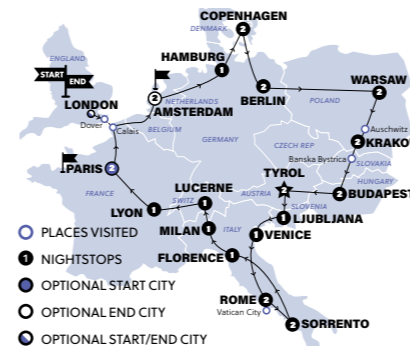 COPENHAGEN
2
DENMARK
ENGLAND
HAMBURG
1
START
END
LONDON
Dover
Calais
2
AMSTERDAM
NETHERLANDS
2
BERLIN
POLAND
WARSAW
2
BELGIUM
GERMANY
Auschwitz
2
KRAKOW
CZECH REP
Banska Bystrica
SLOVAKIA
PARIS
2
FRANCE
TYROL
2
HUNGARY
2
BUDAPEST
LUCERNE
1
SWITZ
AUSTRIA
SLOVENIA
LYON
1
1
LJUBLJANA
MILAN
1
ITALY
1
VENICE
FLORENCE
1
ROME
2
Vatican City
2
SORRENTO
PLACES VISITED
1 NIGHTSTOPS
OPTIONAL START CITY
OPTIONAL END CITY
OPTIONAL START/END CITY